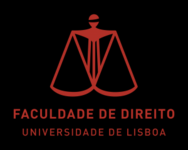 FACULDADE DE DIREITO
UNIVERSIDADE DE LISBOA